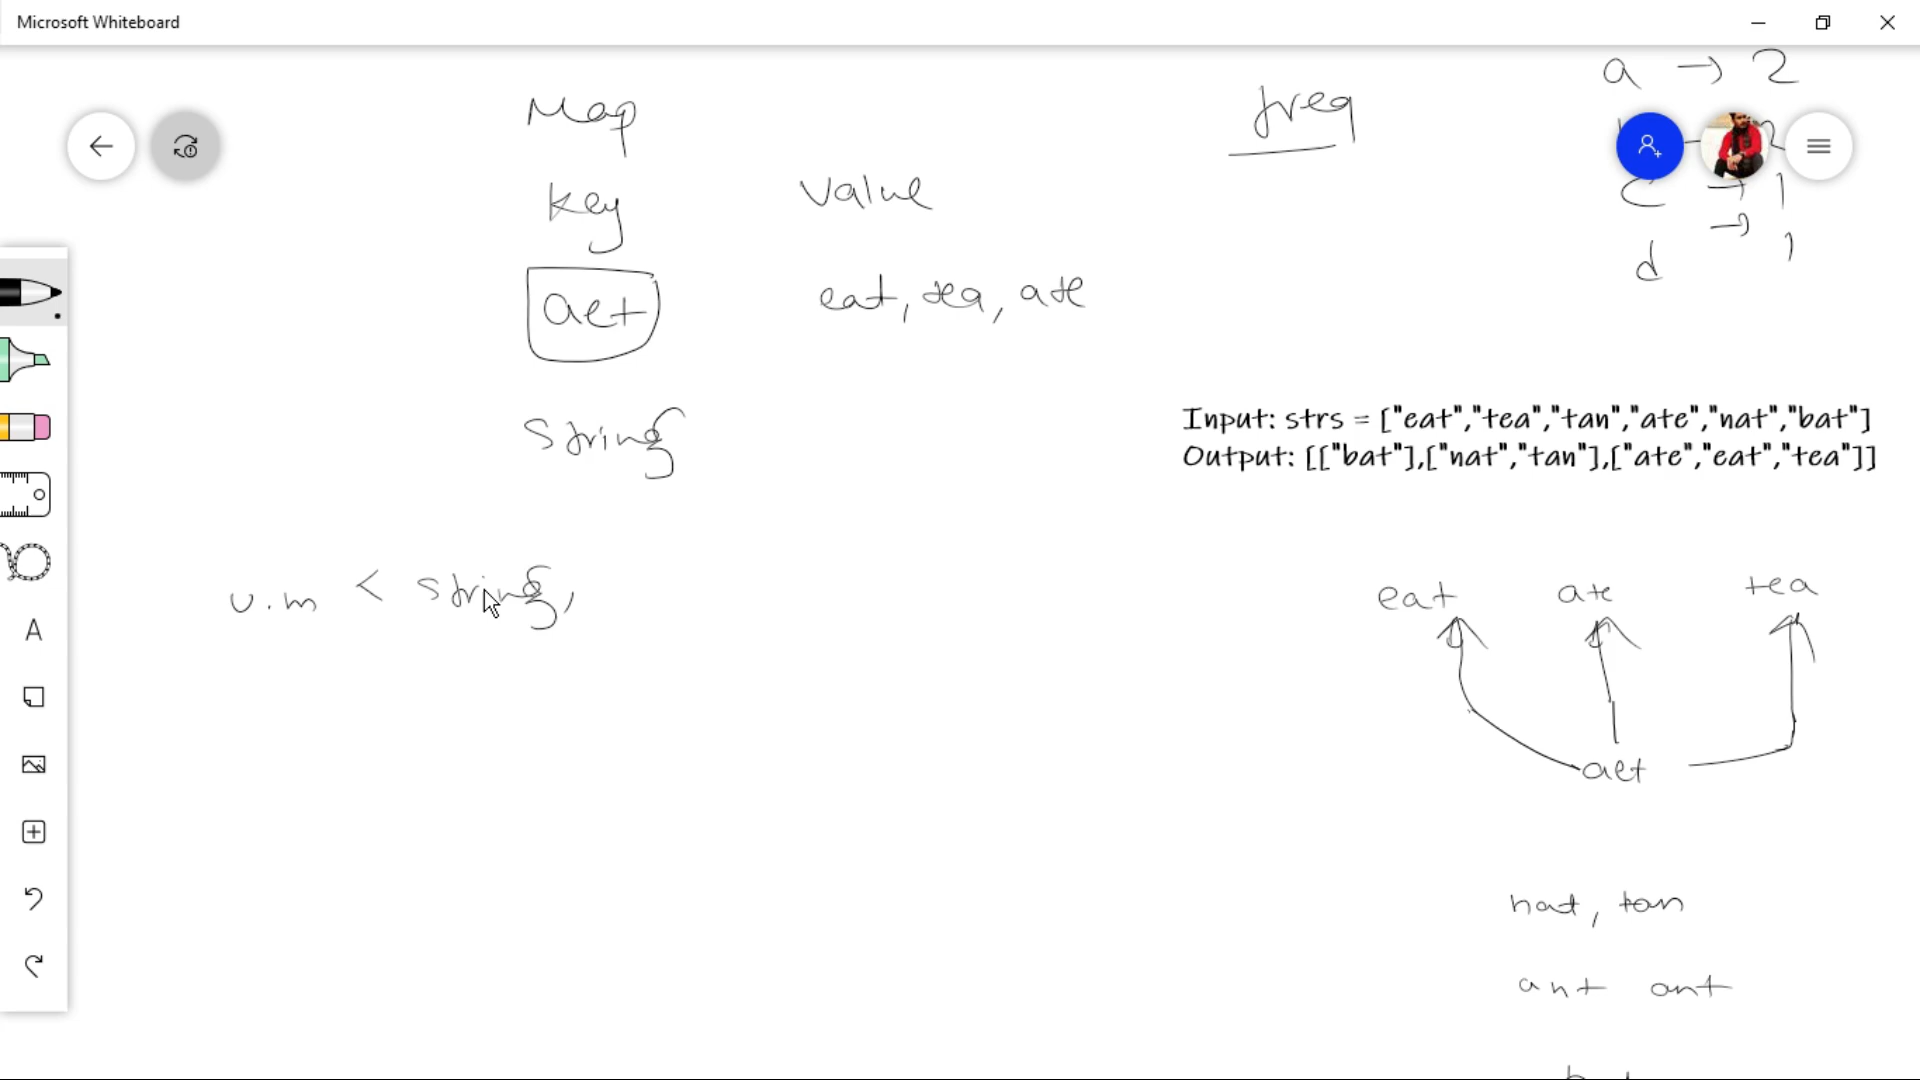 Microsoft Whiteboard
Map
freq
a → 2
Key
Value
c → 1
d → 1
aet
eat, tea, ate
String
Input: strs = ["eat","tea","tan","ate","nat","bat"]
Output: [["bat"],["nat","tan"],["ate","eat","tea"]]
u.m < string,
eat ate tea
aet
nat, tan
ant ant
A